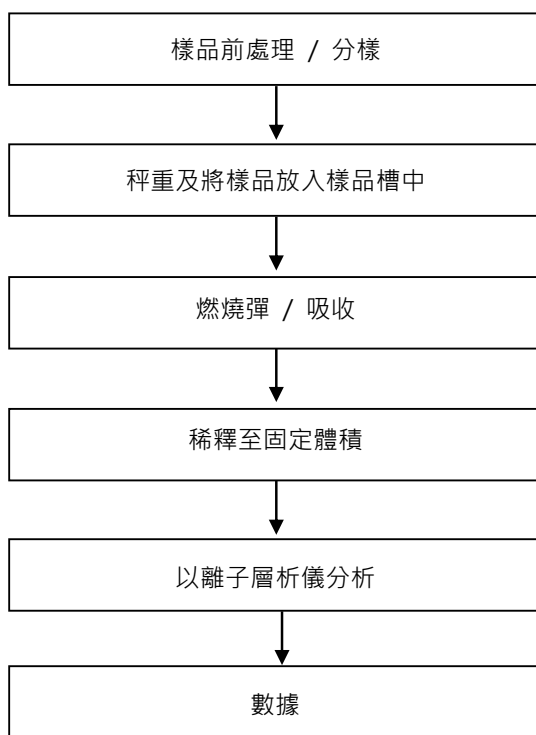 樣品前處理 / 分樣
秤重及將樣品放入樣品槽中
燃燒彈 / 吸收
稀釋至固定體積
以離子層析儀分析
數據